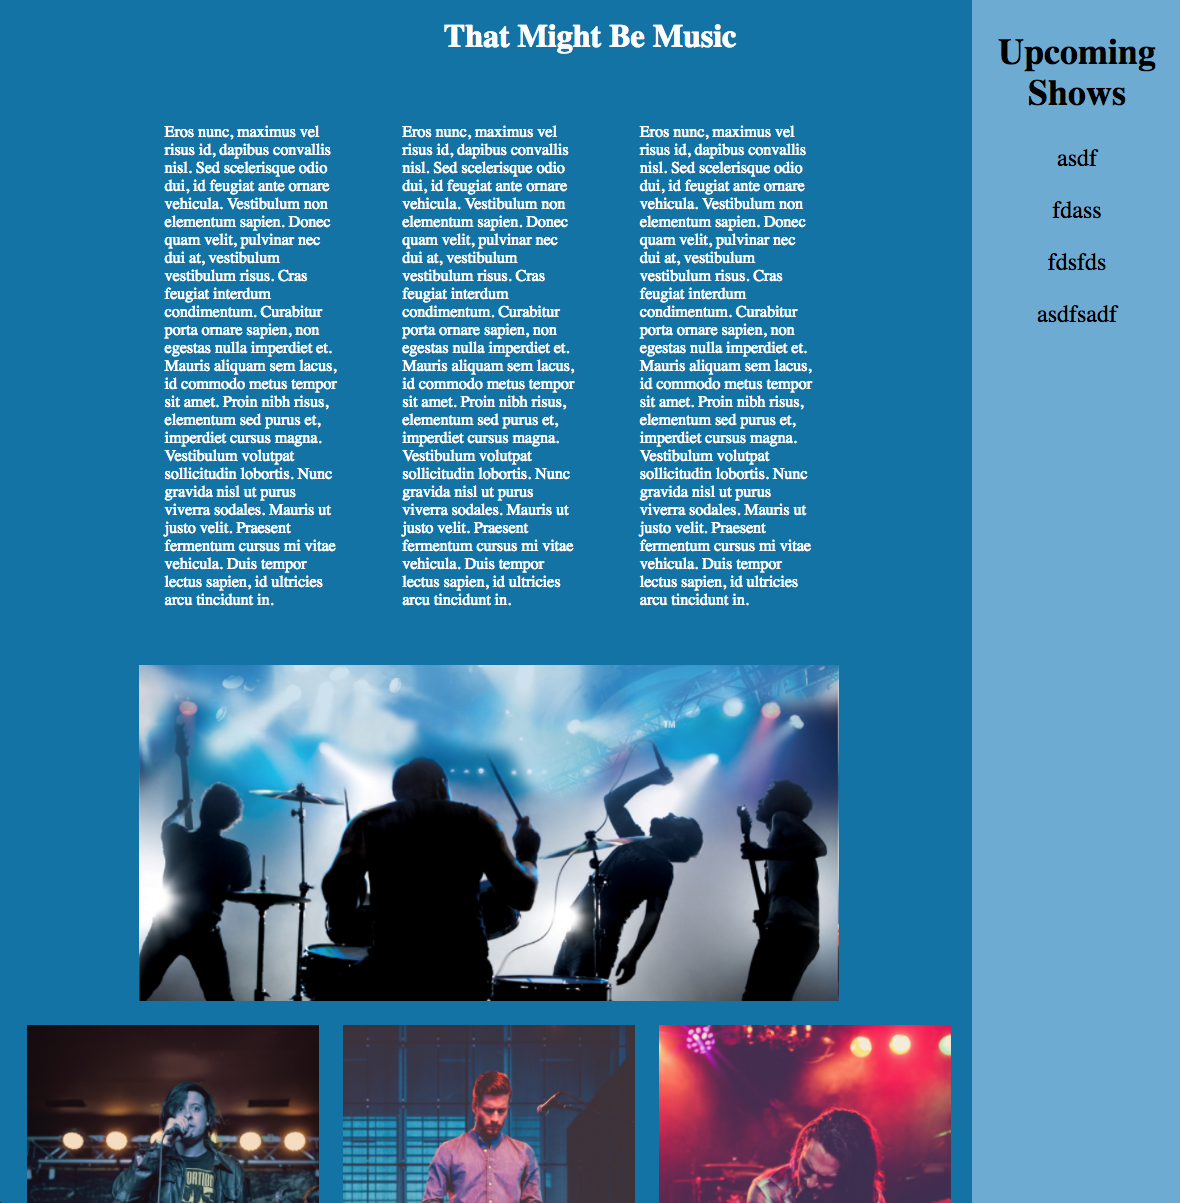 That Might Be Music
Eros nunc, maximus vel
risus id, dapibus convallis
nisl. Sed scelerisque odio
dui, id feugiat ante ornare
vehicula. Vestibulum non
elementum sapien. Donec
quam velit, pulvinar nec
dui at, vestibulum
vestibulum risus. Cras
feugiat interdum
condimentum. Curabitur
porta ornare sapien, non
egestas nulla imperdiet et.
Mauris aliquam sem lacus,
id commodo metus tempor
sit amet. Proin nibh risus,
elementum sed purus et,
imperdiet cursus magna.
Vestibulum volutpat
sollicitudin lobortis. Nunc
gravida nisl ut purus
viverra sodales. Mauris ut
justo velit. Praesent
fermentum cursus mi vitae
vehicula. Duis tempor
lectus sapien, id ultricies
arcu tincidunt in.
Eros nunc, maximus vel
risus id, dapibus convallis
nisl. Sed scelerisque odio
dui, id feugiat ante ornare
vehicula. Vestibulum non
elementum sapien. Donec
quam velit, pulvinar nec
dui at, vestibulum
vestibulum risus. Cras
feugiat interdum
condimentum. Curabitur
porta ornare sapien, non
egestas nulla imperdiet et.
Mauris aliquam sem lacus,
id commodo metus tempor
sit amet. Proin nibh risus,
elementum sed purus et,
imperdiet cursus magna.
Vestibulum volutpat
sollicitudin lobortis. Nunc
gravida nisl ut purus
viverra sodales. Mauris ut
justo velit. Praesent
fermentum cursus mi vitae
vehicula. Duis tempor
lectus sapien, id ultricies
arcu tincidunt in.
Eros nunc, maximus vel
risus id, dapibus convallis
nisl. Sed scelerisque odio
dui, id feugiat ante ornare
vehicula. Vestibulum non
elementum sapien. Donec
quam velit, pulvinar nec
dui at, vestibulum
vestibulum risus. Cras
feugiat interdum
condimentum. Curabitur
porta ornare sapien, non
egestas nulla imperdiet et.
Mauris aliquam sem lacus,
id commodo metus tempor
sit amet. Proin nibh risus,
elementum sed purus et,
imperdiet cursus magna.
Vestibulum volutpat
sollicitudin lobortis. Nunc
gravida nisl ut purus
viverra sodales. Mauris ut
justo velit. Praesent
fermentum cursus mi vitae
vehicula. Duis tempor
lectus sapien, id ultricies
arcu tincidunt in.
TM
Upcoming
Shows
asdf
fdass
fdsfds
asdfsadf